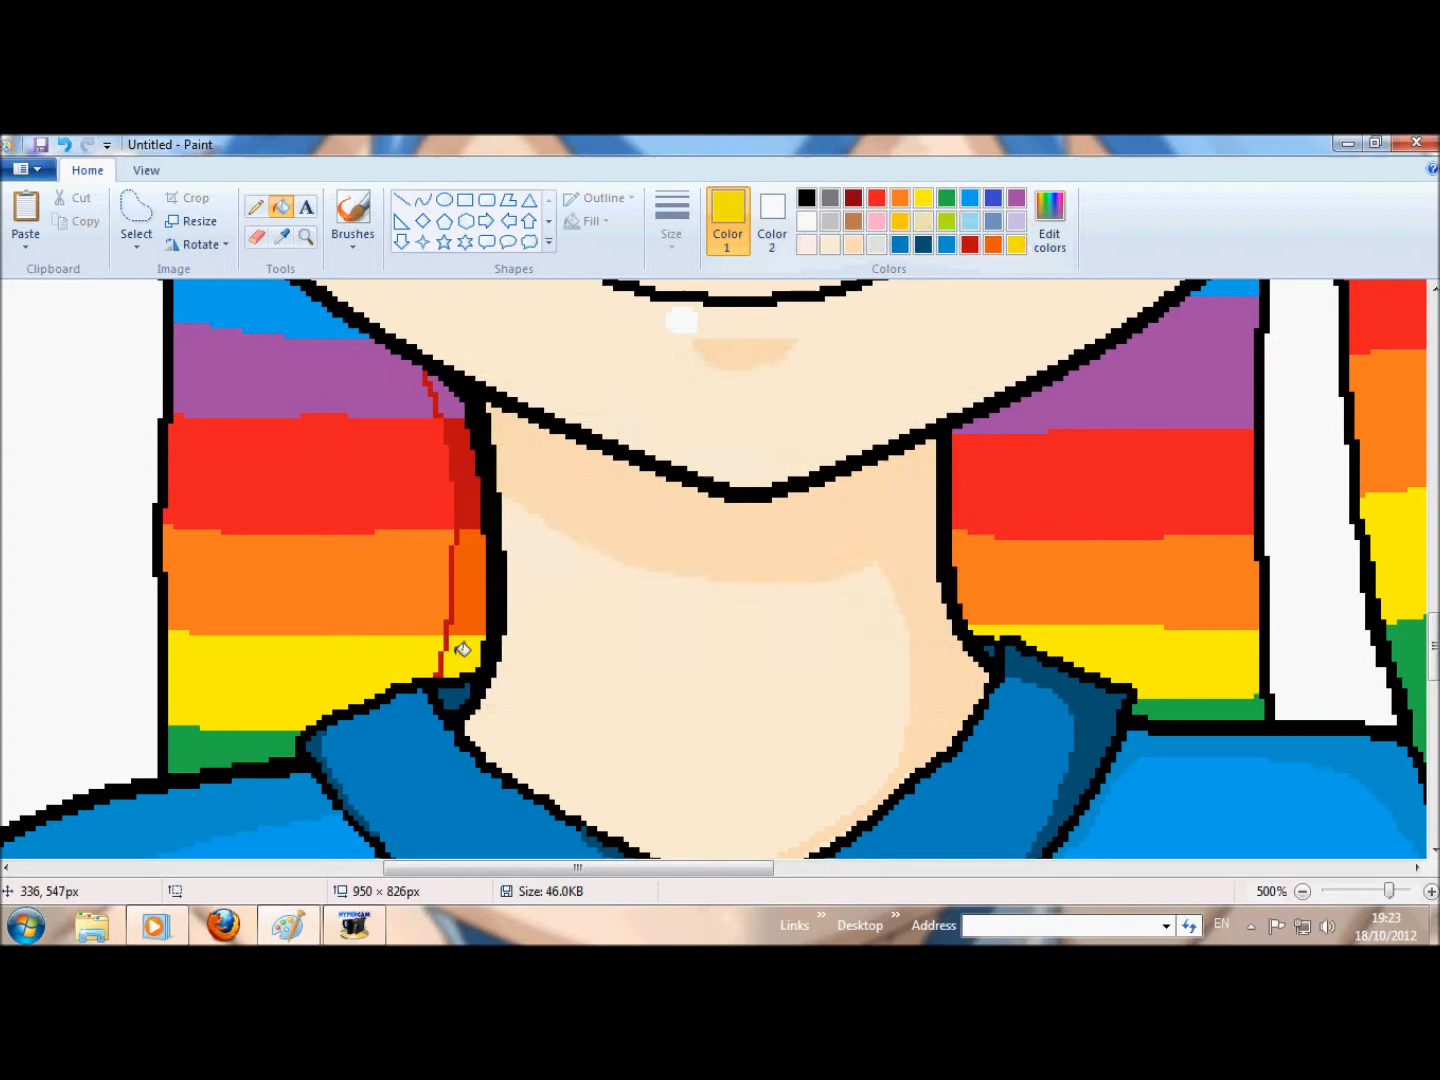 Untitled - Paint
Home View
Paste
Cut
Copy
Clipboard
Select
Crop
Resize
Rotate
Image
A
Tools
Brushes
Shapes
Outline
Fill
Size
Color 1
Color 2
Edit colors
Colors
336, 547px
950 × 826px
Size: 46.0KB
500%
HYPERCAM
Links »
Desktop »
Address
EN
19:23
18/10/2012